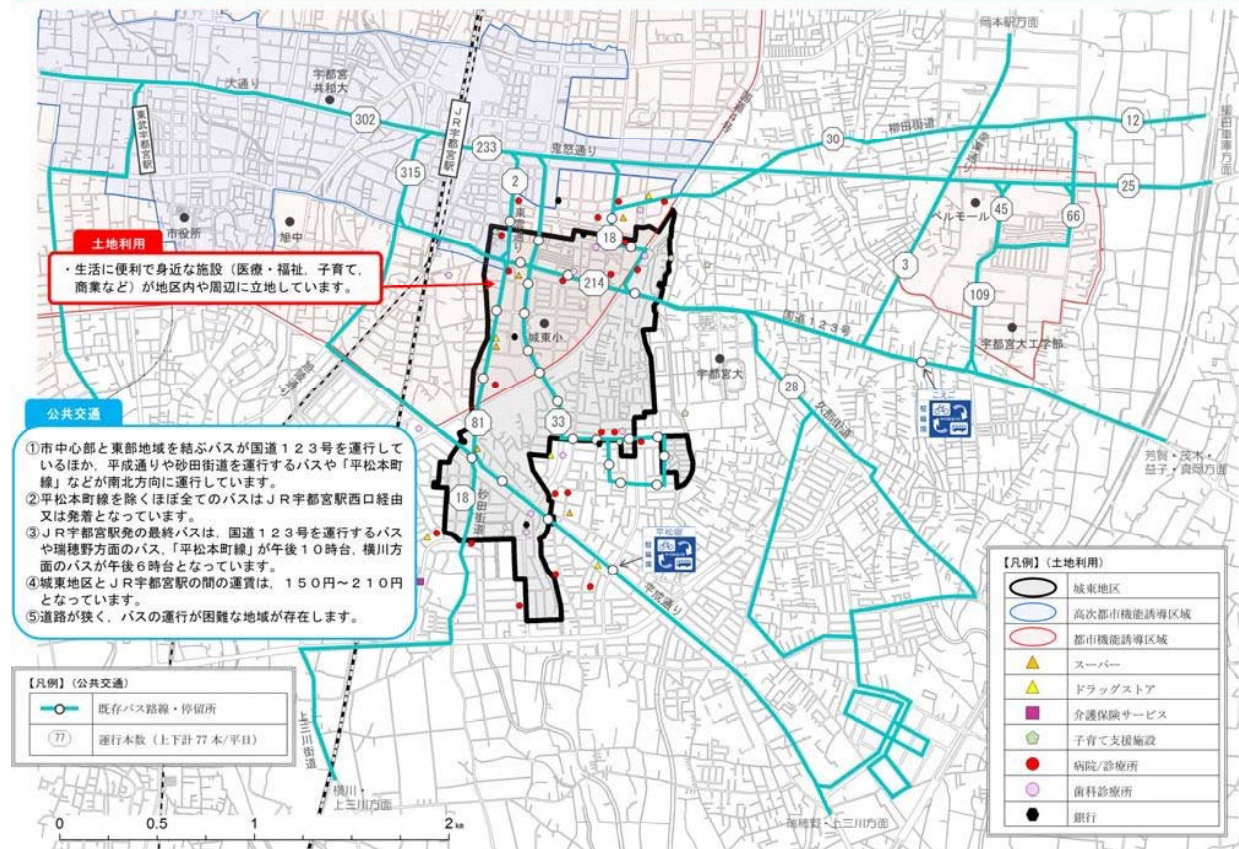 岡本駅方面
大通り
宇都宮
共和大
302
東武宇都宮駅
JR宇都宮駅
315
233
鬼怒通り
2
30
柳田街道
12
柳田車庫方面
25
市役所
旭中
18
ベルモール
45
66
3
109
214
国道123号
宇都宮大工学部
城東小
宇都宮大
28
久部街道
81
33
18
砂田街道
平成通り
こえこ
駐輪場
平松町
駐輪場
芳賀・茂木・
益子・真岡方面
上三川街道
横川・
上三川方面
瑞穂野・上三川方面
土地利用
・生活に便利で身近な施設（医療・福祉，子育て，
商業など）が地区内や周辺に立地しています。
公共交通
①市中心部と東部地域を結ぶバスが国道123号を運行して
いるほか，平成通りや砂田街道を運行するバスや「平松本町
線」などが南北方向に運行しています。
②平松本町線を除くほぼ全てのバスはJR宇都宮駅西口経由
又は発着となっています。
③JR宇都宮駅発の最終バスは，国道123号を運行するバス
や瑞穂野方面のバス，「平松本町線」が午後10時台，横川方
面のバスが午後6時台となっています。
④城東地区とJR宇都宮駅の間の運賃は，150円～210円
となっています。
⑤道路が狭く，バスの運行が困難な地域が存在します。
【凡例】（公共交通）
既存バス路線・停留所
77 運行本数（上下計77本/平日）
0 0.5 1 2 km
【凡例】（土地利用）
城東地区
高次都市機能誘導区域
都市機能誘導区域
スーパー
ドラッグストア
介護保険サービス
子育て支援施設
病院/診療所
歯科診療所
銀行